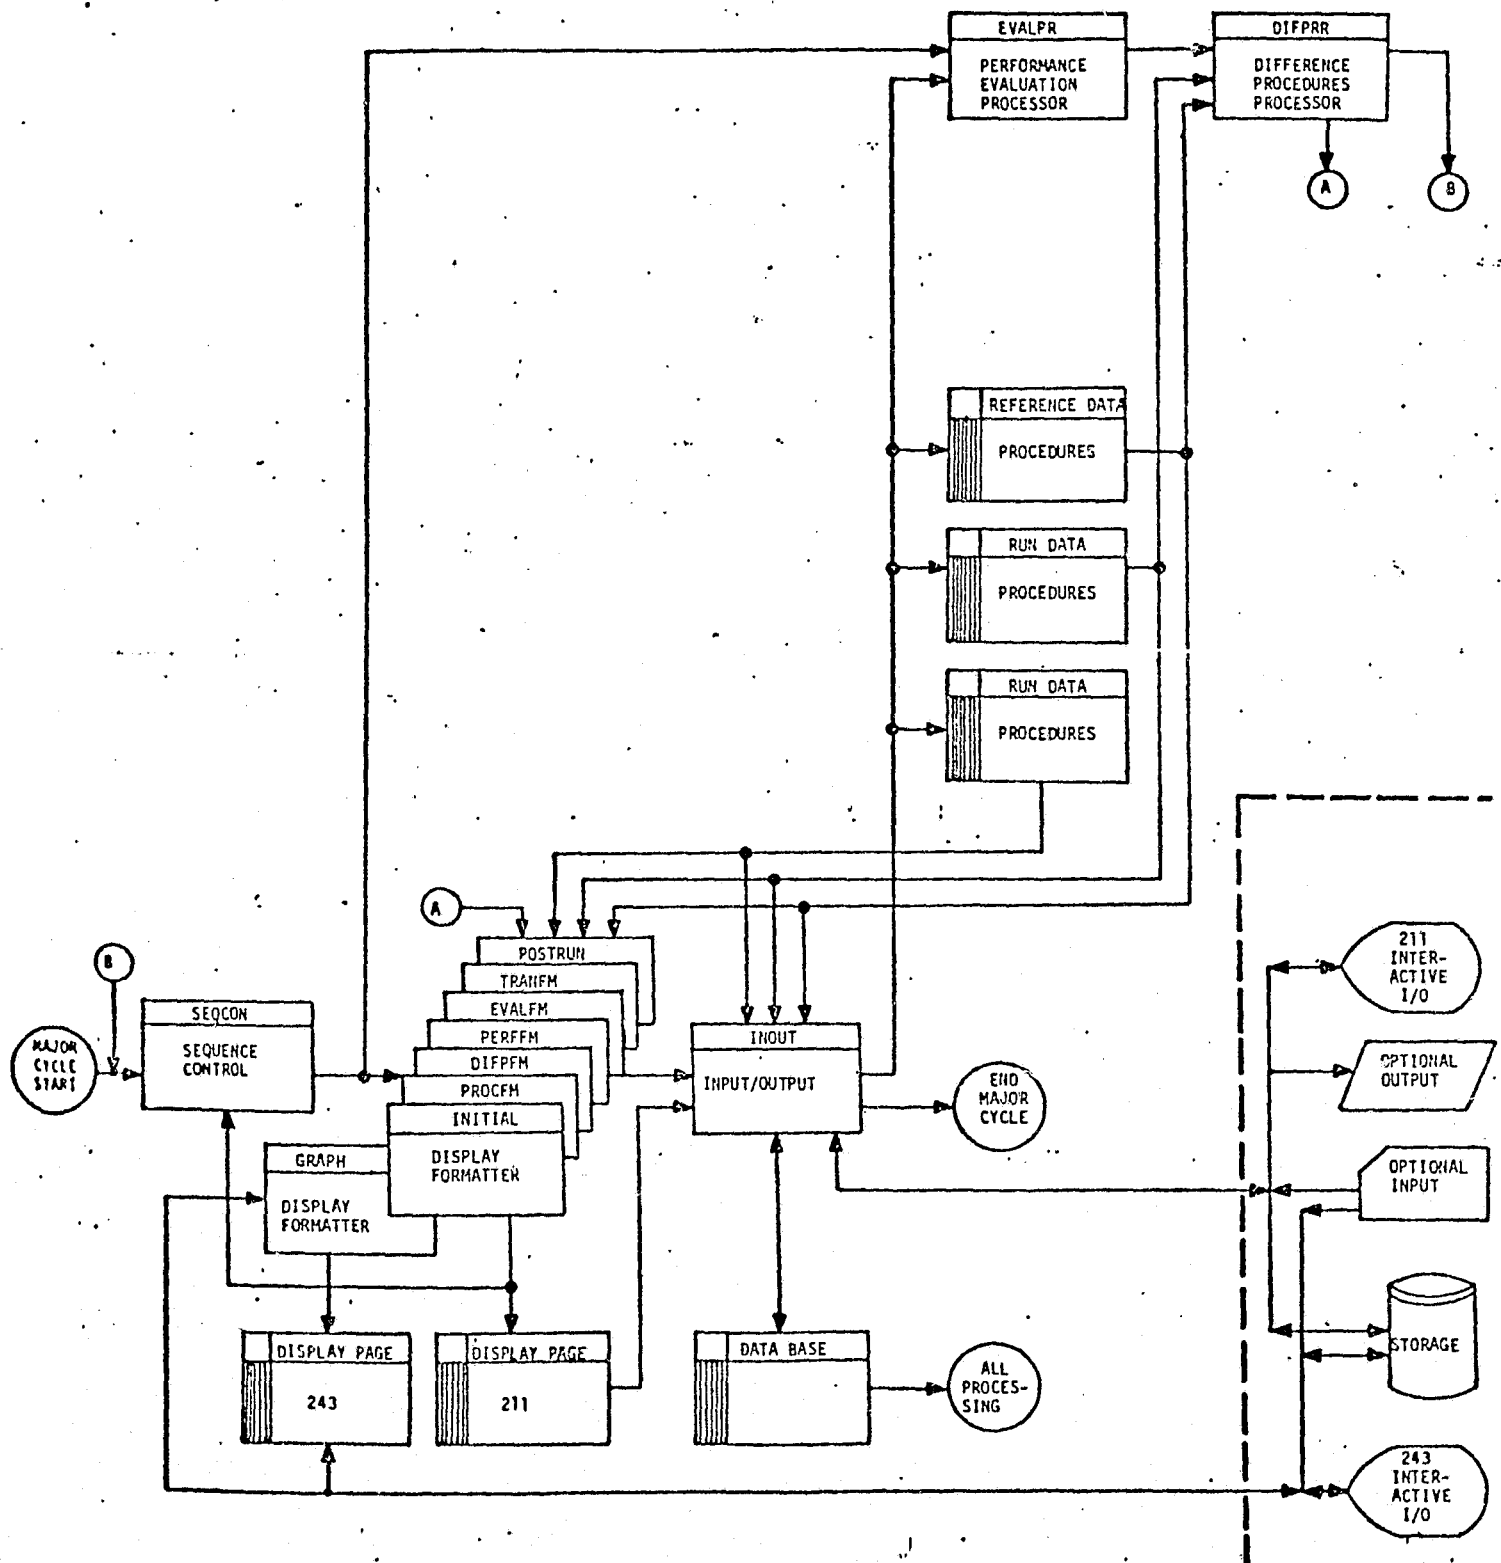 EVALPR
PERFORMANCE
EVALUATION
PROCESSOR
DIFPRR
DIFFERENCE
PROCEDURES
PROCESSOR
A
B
REFERENCE DATA
PROCEDURES
RUN DATA
PROCEDURES
RUN DATA
PROCEDURES
A
B
MAJOR
CYCLE
START
SEQCON
SEQUENCE
CONTROL
POSTRUN
TRANFM
EVALFM
PERFFM
DIFPFM
PROCFM
INITIAL
DISPLAY
FORMATTER
GRAPH
DISPLAY
FORMATTER
INOUT
INPUT/OUTPUT
END
MAJOR
CYCLE
DISPLAY PAGE
243
DISPLAY PAGE
211
DATA BASE
ALL
PROCES-
SING
211
INTER-
ACTIVE
I/O
OPTIONAL
OUTPUT
OPTIONAL
INPUT
STORAGE
243
INTER-
ACTIVE
I/O